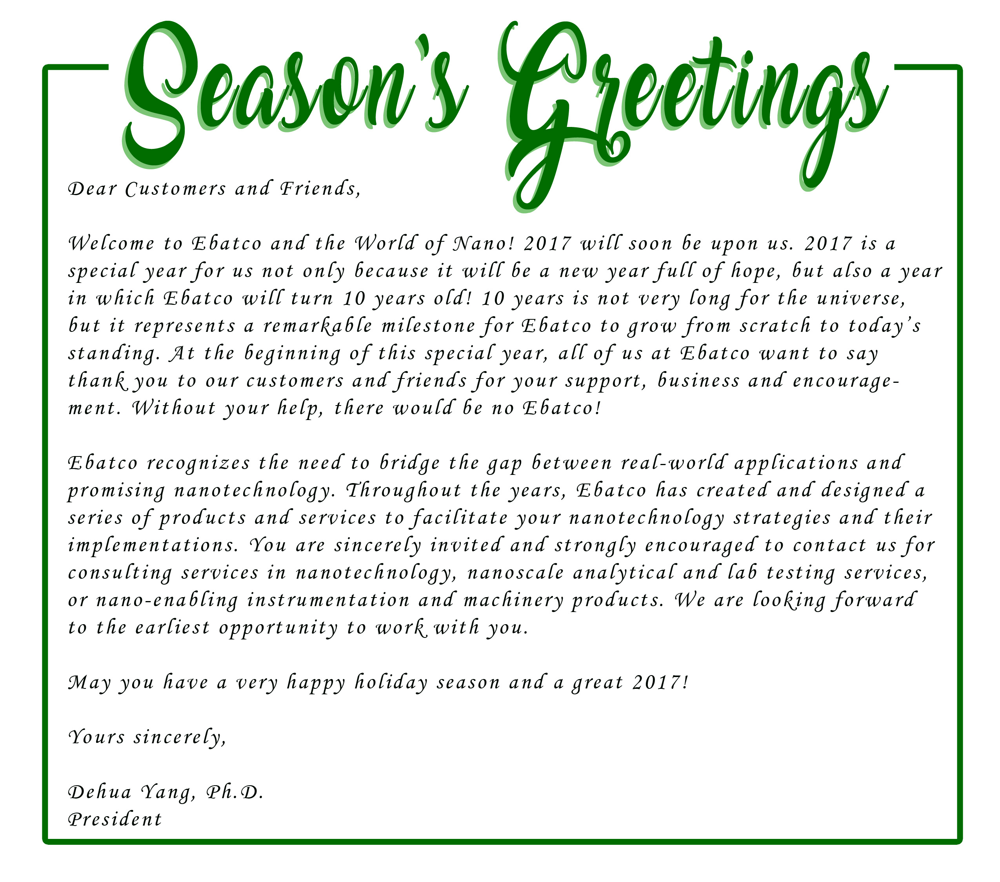 Season's Greetings
Dear Customers and Friends,
Welcome to Ebatco and the World of Nano! 2017 will soon be upon us. 2017 is a
special year for us not only because it will be a new year full of hope, but also a year
in which Ebatco will turn 10 years old! 10 years is not very long for the universe,
but it represents a remarkable milestone for Ebatco to grow from scratch to today’s
standing. At the beginning of this special year, all of us at Ebatco want to say
thank you to our customers and friends for your support, business and encourage-
ment. Without your help, there would be no Ebatco!
Ebatco recognizes the need to bridge the gap between real-world applications and
promising nanotechnology. Throughout the years, Ebatco has created and designed a
series of products and services to facilitate your nanotechnology strategies and their
implementations. You are sincerely invited and strongly encouraged to contact us for
consulting services in nanotechnology, nanoscale analytical and lab testing services,
or nano-enabling instrumentation and machinery products. We are looking forward
to the earliest opportunity to work with you.
May you have a very happy holiday season and a great 2017!
Yours sincerely,
Dehua Yang, Ph.D.
President